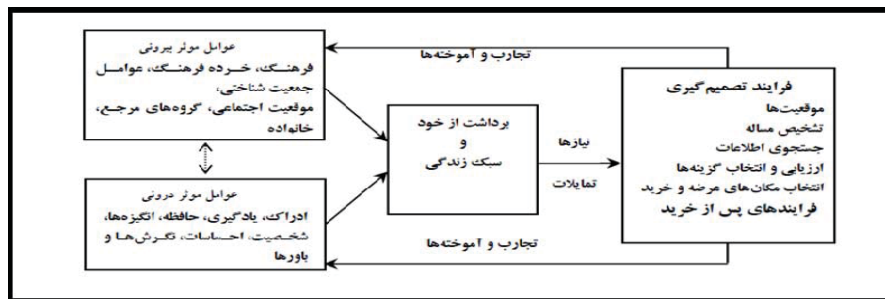 عوامل موثر بیرونی
فرهنگ، خرده فرهنگ، عوامل
جمعیت شناختی،
موقعیت اجتماعی، گروه‌های مرجع،
خانواده
تجارب و آموخته‌ها
فرایند تصمیم‌گیری
موقعیت‌ها
تشخیص مساله
جستجوی اطلاعات
ارزیابی و انتخاب گزینه‌ها
انتخاب مکان‌های عرضه و خرید
فرایندهای پس از خرید
برداشت از خود
و
سبک زندگی
نیازها
تمایلات
عوامل موثر درونی
ادراک، یادگیری، حافظه، انگیزه‌ها،
شخصیت، احساسات، نگرش‌ها و
باورها
تجارب و آموخته‌ها